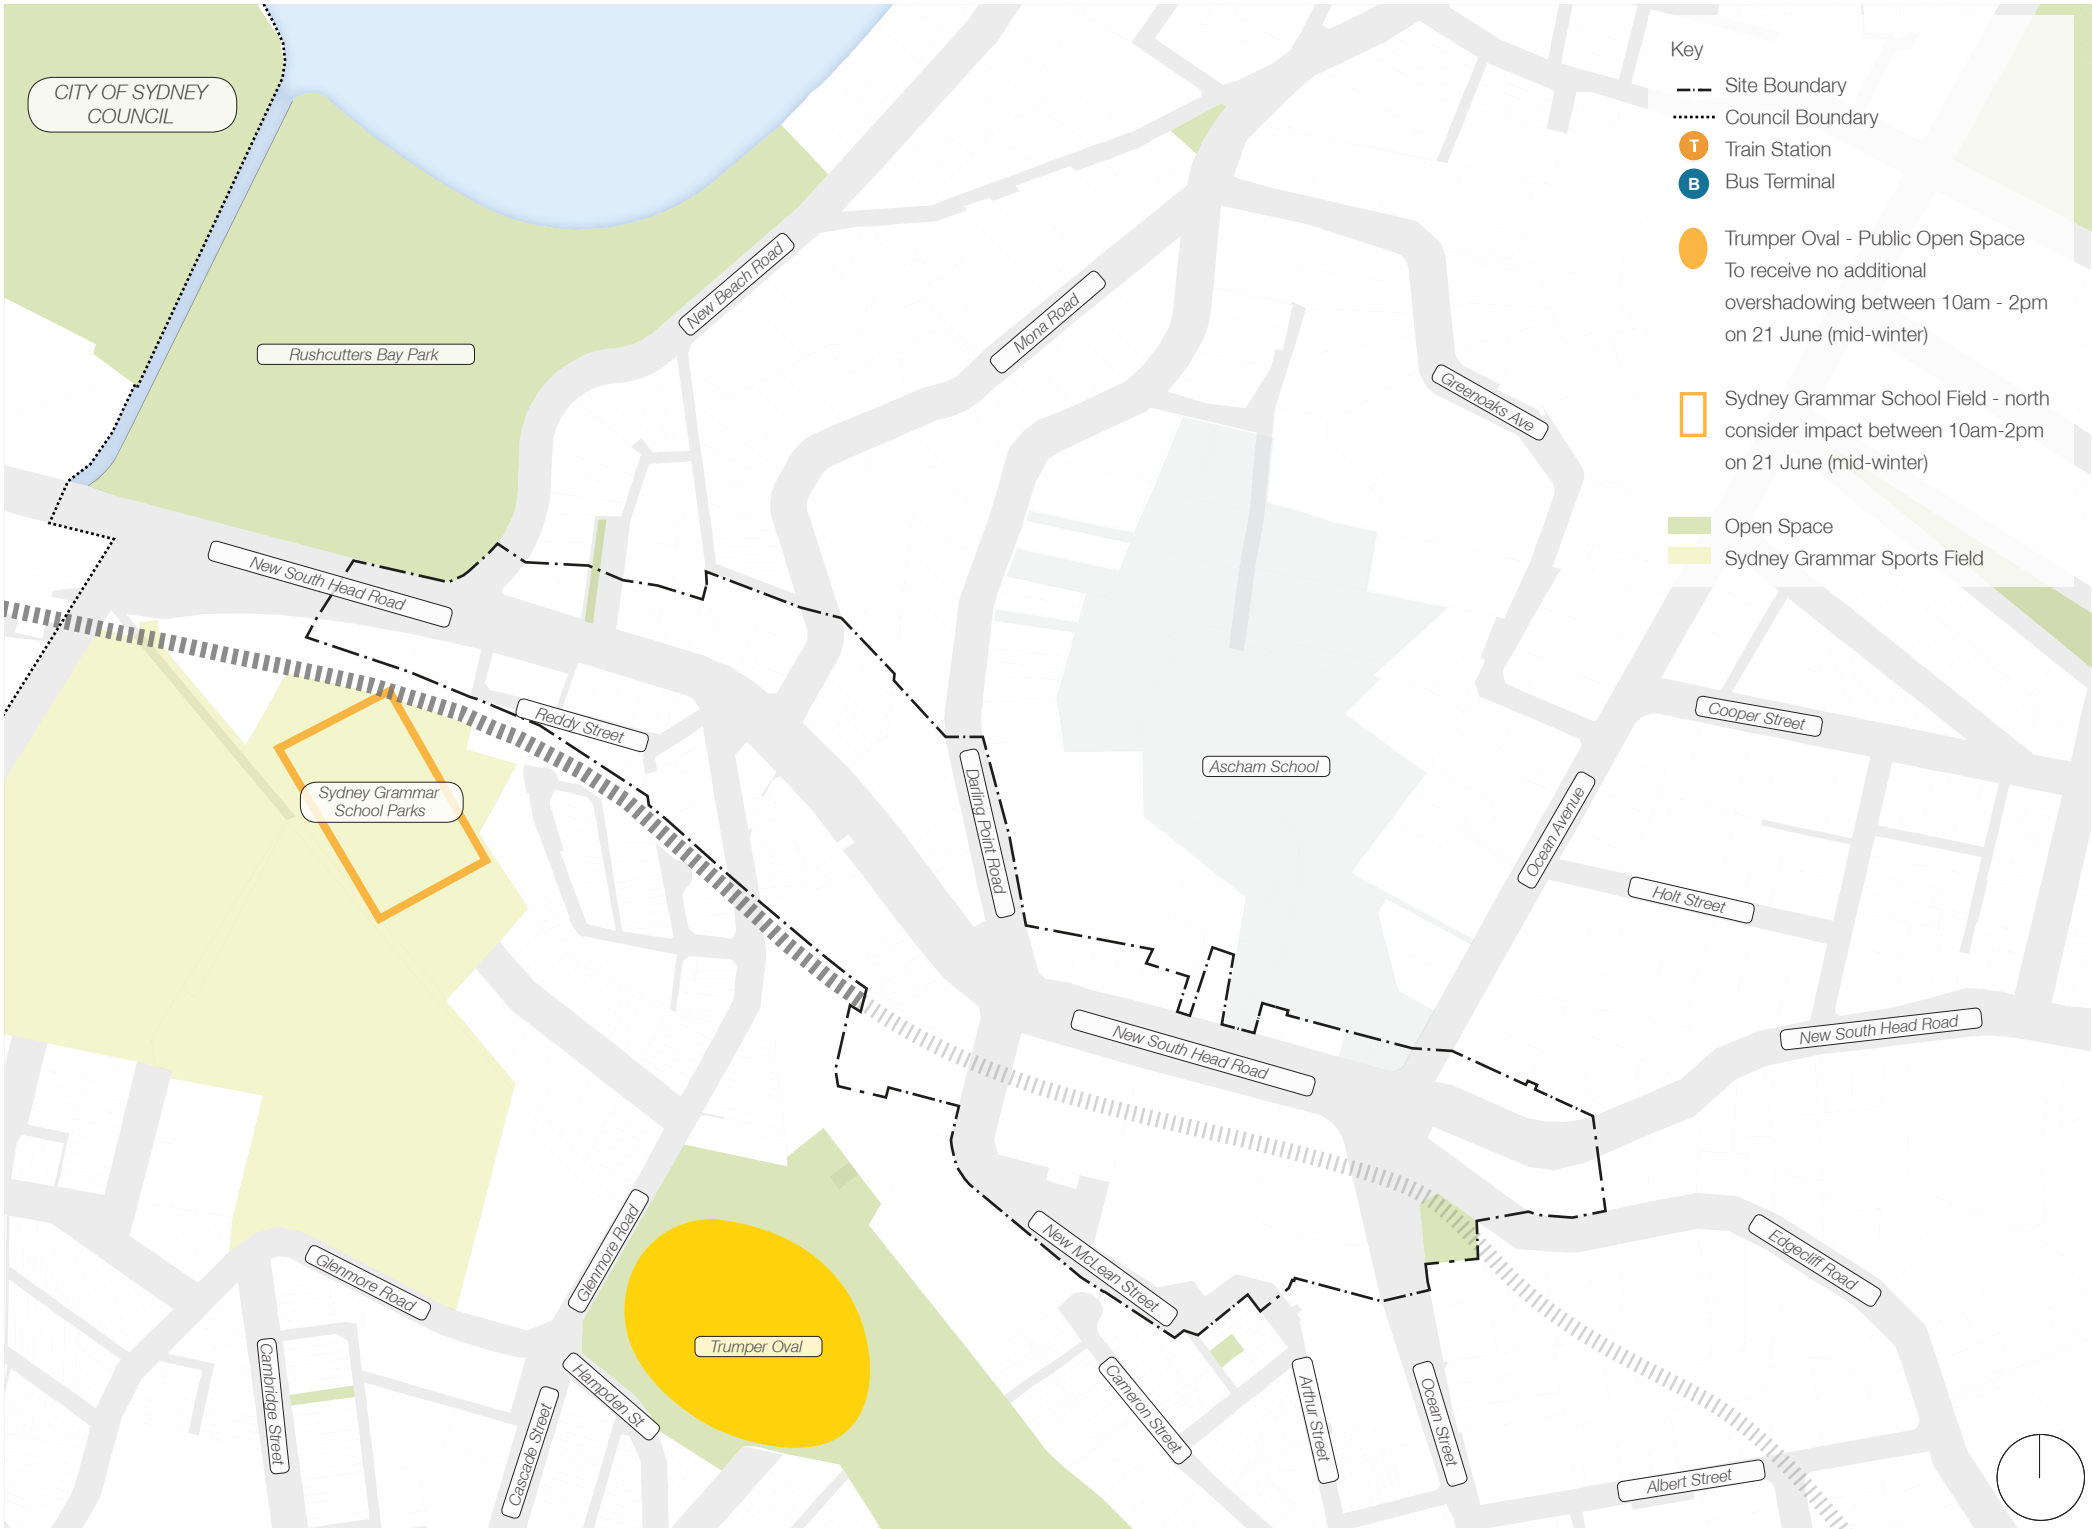 CITY OF SYDNEY
COUNCIL
Key
Site Boundary
Council Boundary
T
Train Station
B
Bus Terminal
Trumper Oval - Public Open Space
To receive no additional
overshadowing between 10am - 2pm
on 21 June (mid-winter)
Sydney Grammar School Field - north
consider impact between 10am-2pm
on 21 June (mid-winter)
Open Space
Sydney Grammar Sports Field
New Beach Road
Mona Road
Rushcutters Bay Park
Greenoaks Ave
New South Head Road
Reddy Street
Cooper Street
Ascham School
Sydney Grammar
School Parks
Darling Point Road
Ocean Avenue
Holt Street
New South Head Road
New South Head Road
Glenmore Road
Glenmore Road
New McLean Street
Edgecliff Road
Trumper Oval
Cambridge Street
Hampden St
Cascade Street
Cameron Street
Arthur Street
Ocean Street
Albert Street